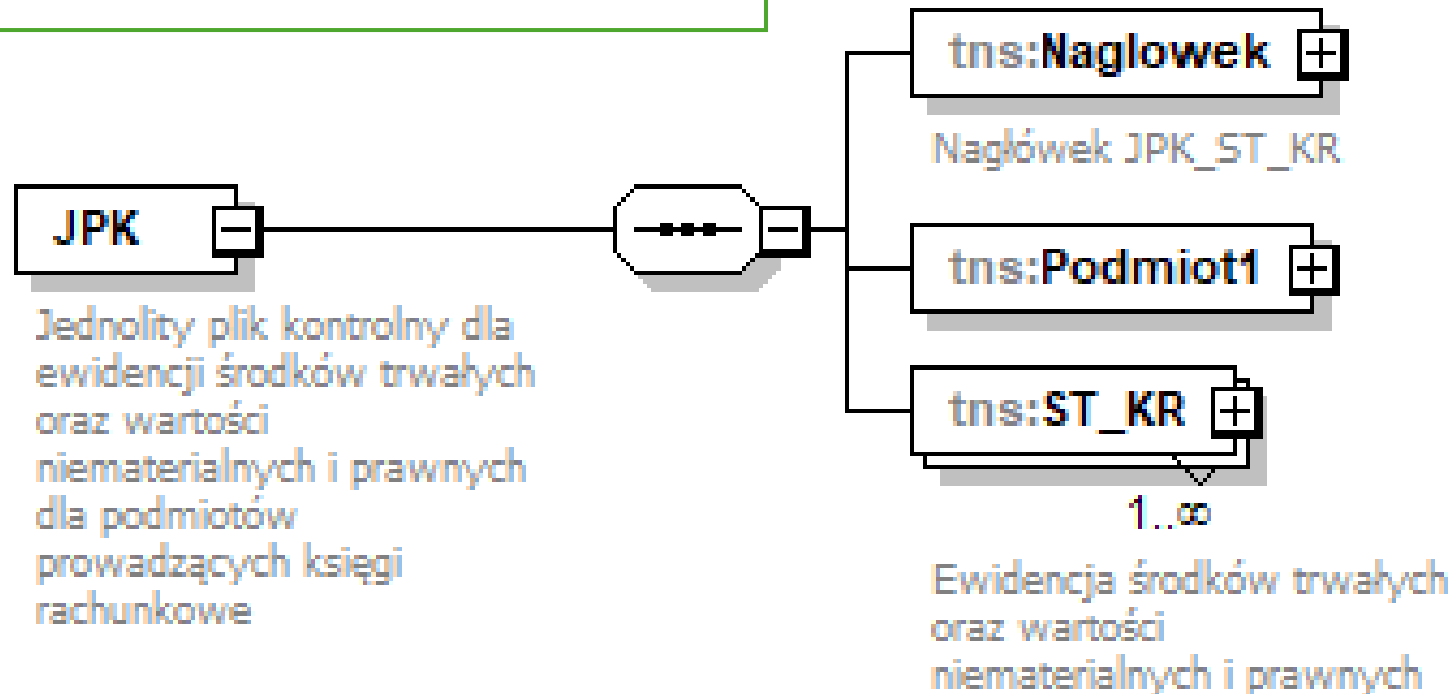 tns:Naglowek
Nagłówek JPK_ST_KR
JPK
Jednolity plik kontrolny dla
ewidencji środków trwałych
oraz wartości
niematerialnych i prawnych
dla podmiotów
prowadzących księgi
rachunkowe
tns:Podmiot1
tns:ST_KR
1..∞
Ewidencja środków trwałych
oraz wartości
niematerialnych i prawnych